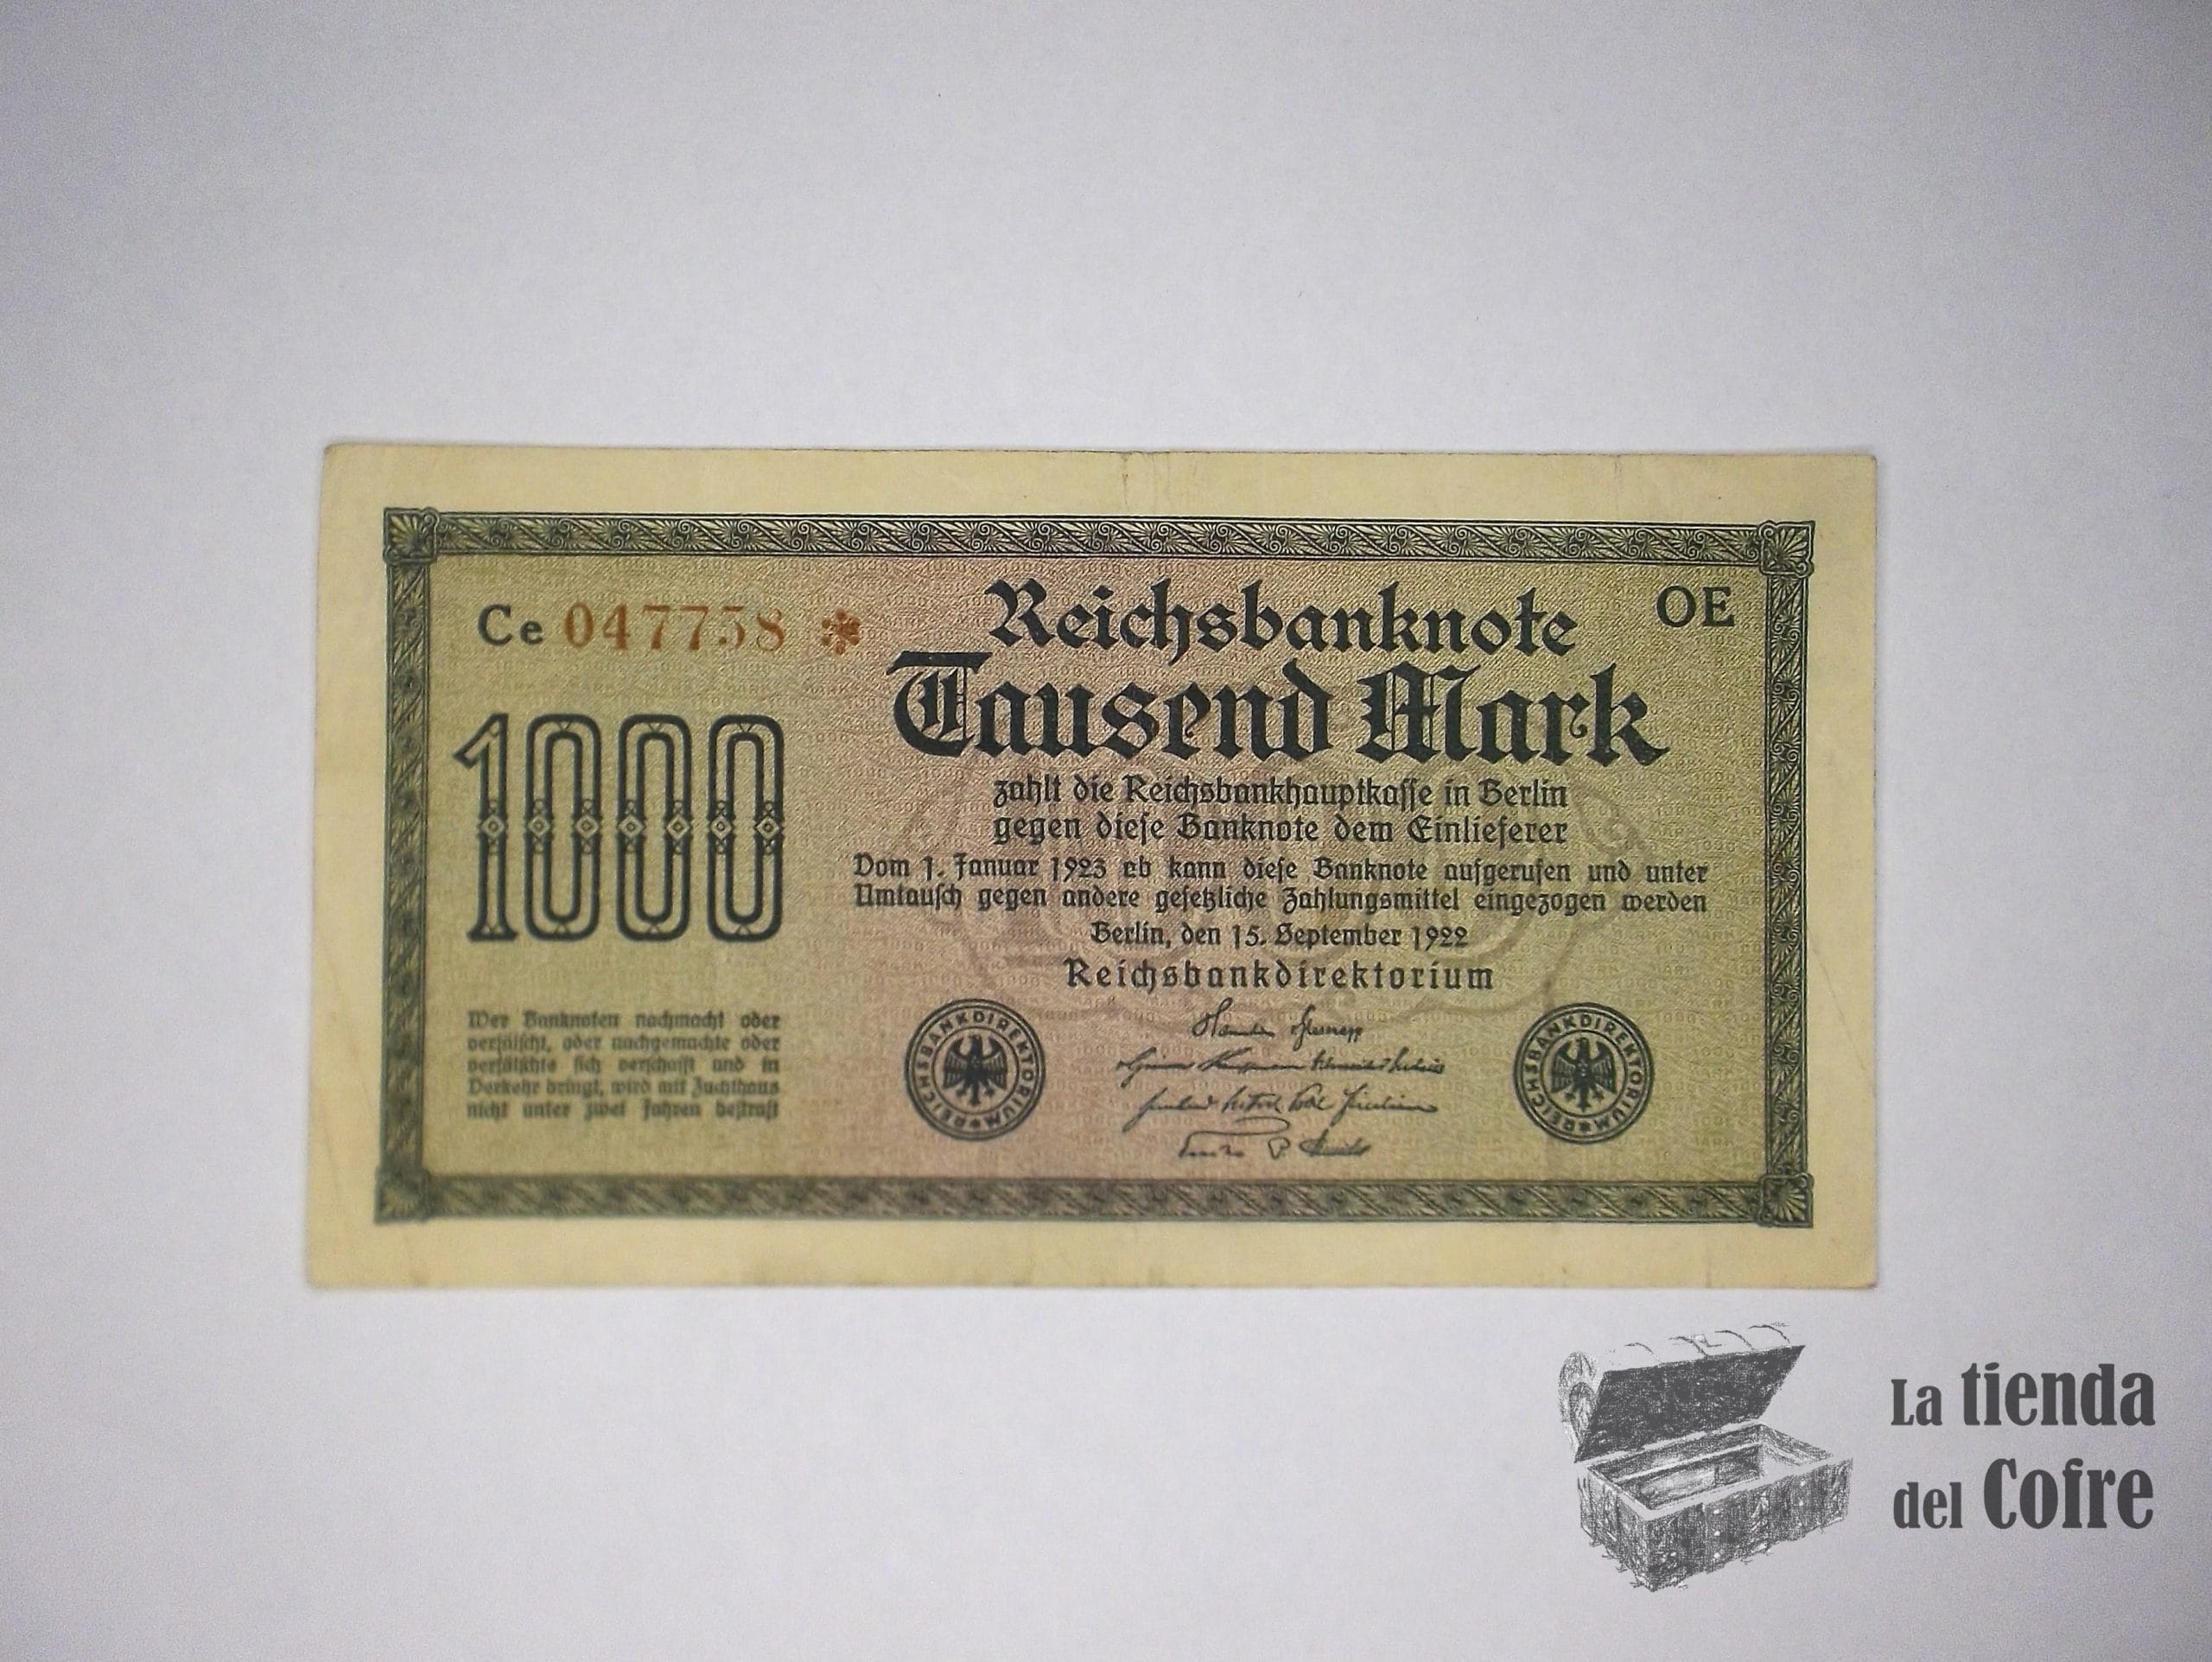 Ce 047758 *
Reichsbanknote
OE
Tausend Mark
1000
zahlt die Reichsbankhauptkasse in Berlin
gegen diese Banknote dem Einlieferer
Vom 1. Januar 1923 ab kann diese Banknote aufgerufen und unter
Umtausch gegen andere gesetzliche Zahlungsmittel eingezogen werden
Berlin, den 15. September 1922
Reichsbankdirektorium
Wer Banknoten nachmacht oder
verfälscht, oder nachgemachte oder
verfälschte sich verschafft und in
Verkehr bringt, wird mit Zuchthaus
nicht unter zwei Jahren bestraft
REICHSBANKDIREKTORIUM
REICHSBANKDIREKTORIUM
La tienda
del Cofre